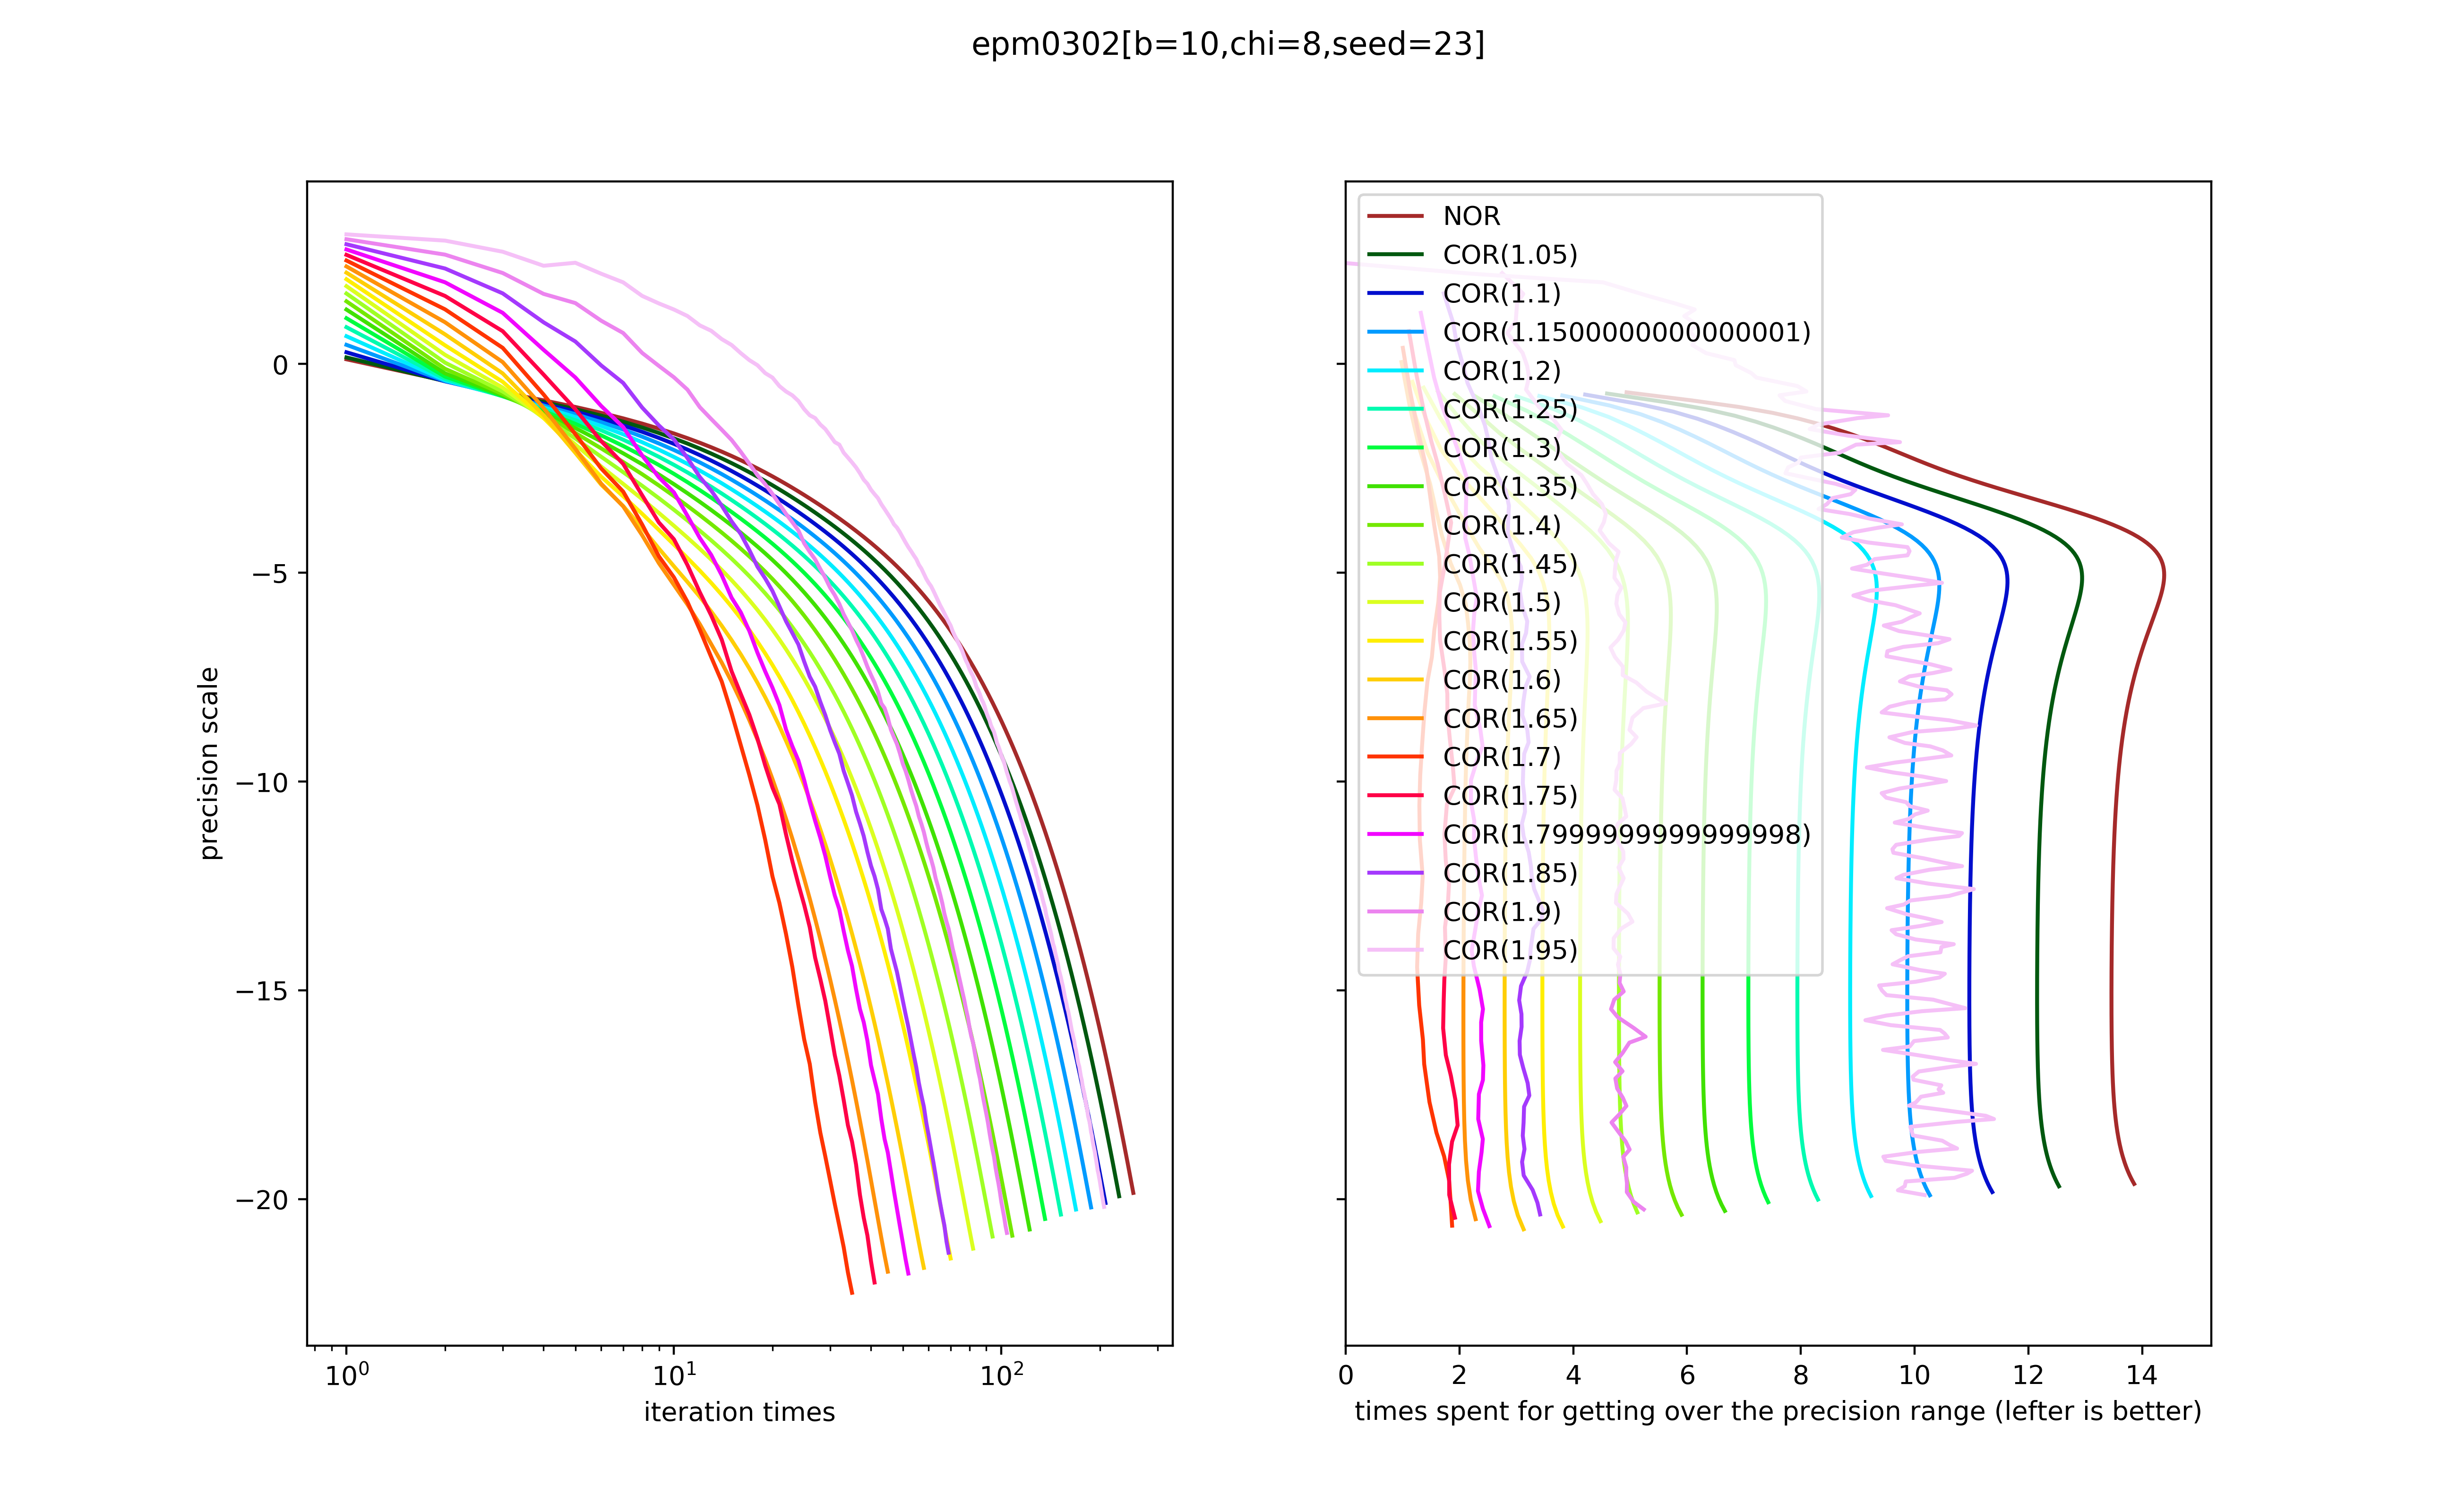 epm0302[b=10,chi=8,seed=23]
precision scale
0
−5
−10
−15
−20
10⁰
10¹
10²
iteration times
NOR
COR(1.05)
COR(1.1)
COR(1.1500000000000001)
COR(1.2)
COR(1.25)
COR(1.3)
COR(1.35)
COR(1.4)
COR(1.45)
COR(1.5)
COR(1.55)
COR(1.6)
COR(1.65)
COR(1.7)
COR(1.75)
COR(1.7999999999999998)
COR(1.85)
COR(1.9)
COR(1.95)
0 2 4 6 8 10 12 14
times spent for getting over the precision range (lefter is better)